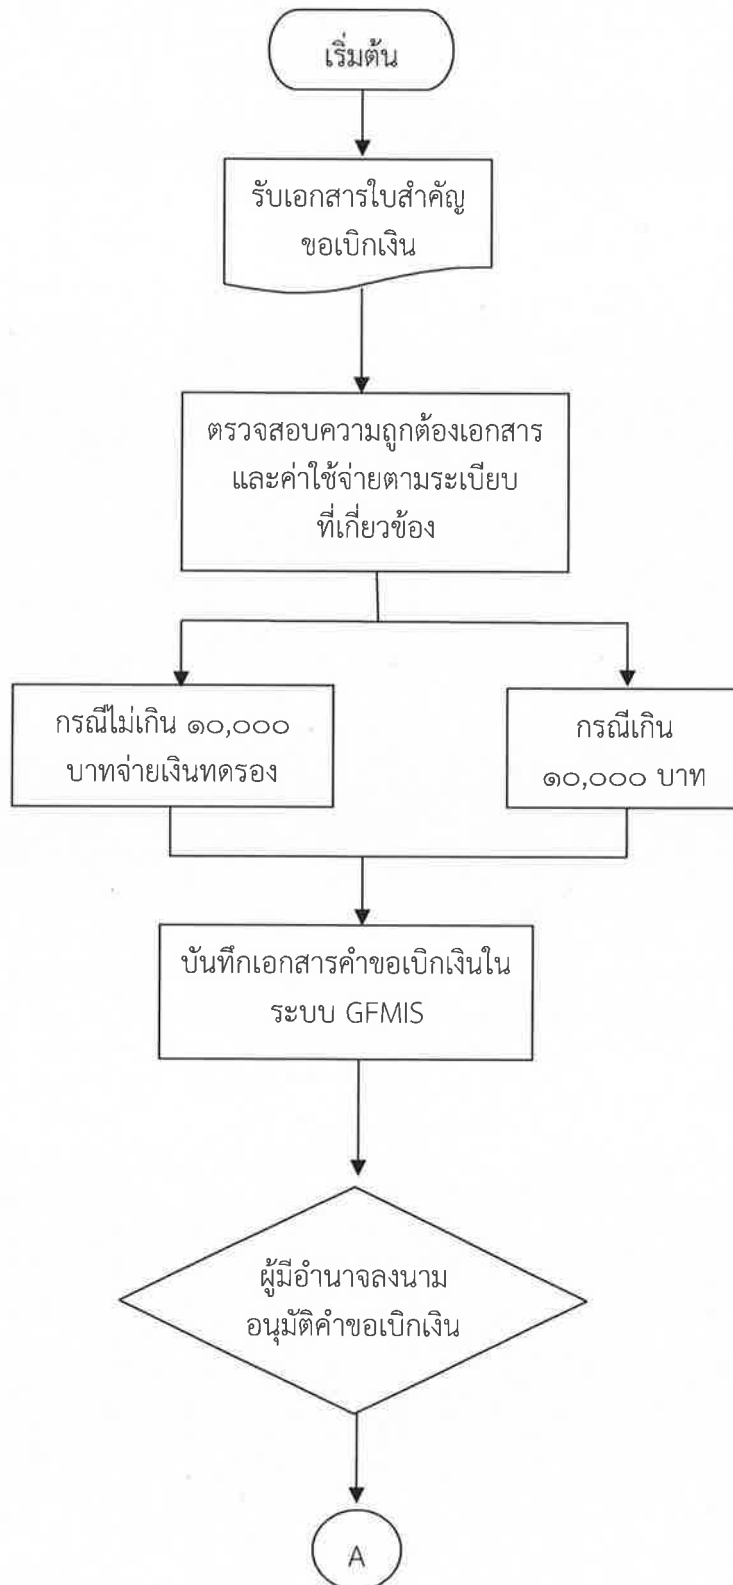 เริ่มต้น
รับเอกสารใบสำคัญ
ขอเบิกเงิน
ตรวจสอบความถูกต้องเอกสาร
และค่าใช้จ่ายตามระเบียบ
ที่เกี่ยวข้อง
กรณีไม่เกิน ๑๐,๐๐๐
บาทจ่ายเงินทดรอง
กรณีเกิน
๑๐,๐๐๐ บาท
บันทึกเอกสารคำขอเบิกเงินใน
ระบบ GFMIS
ผู้มีอำนาจลงนาม
อนุมัติคำขอเบิกเงิน
A